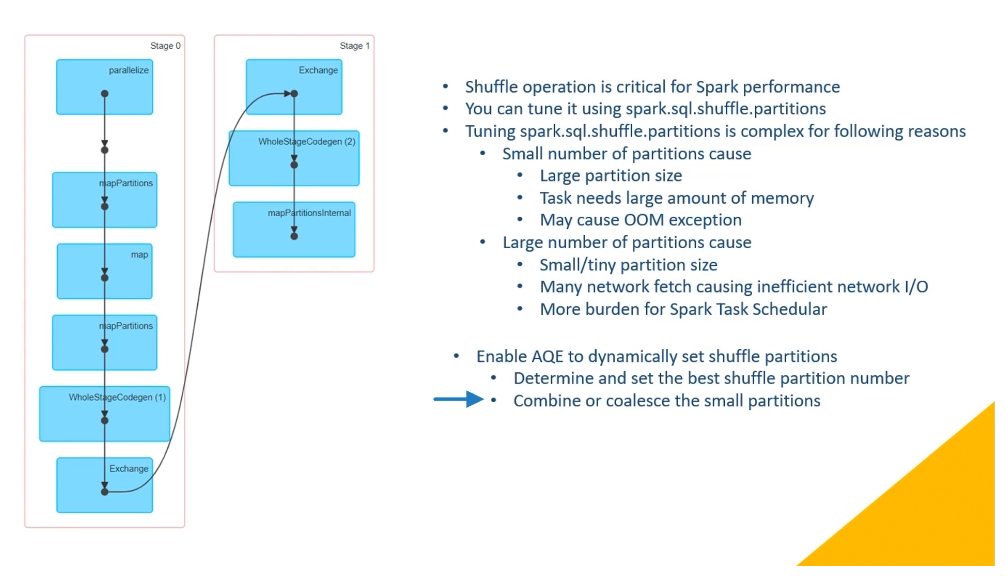 Stage 0
parallelize
mapPartitions
map
mapPartitions
WholeStageCodegen (1)
Exchange
Stage 1
Exchange
WholeStageCodegen (2)
mapPartitionsInternal
• Shuffle operation is critical for Spark performance
• You can tune it using spark.sql.shuffle.partitions
• Tuning spark.sql.shuffle.partitions is complex for following reasons
• Small number of partitions cause
• Large partition size
• Task needs large amount of memory
• May cause OOM exception
• Large number of partitions cause
• Small/tiny partition size
• Many network fetch causing inefficient network I/O
• More burden for Spark Task Schedular
• Enable AQE to dynamically set shuffle partitions
• Determine and set the best shuffle partition number
• Combine or coalesce the small partitions